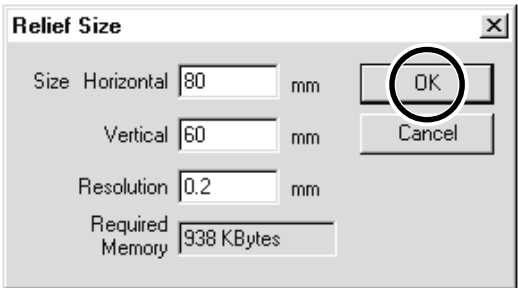 Relief Size
Size Horizontal 80 mm OK
Vertical 60 mm Cancel
Resolution 0.2 mm
Required
Memory 938 KBytes